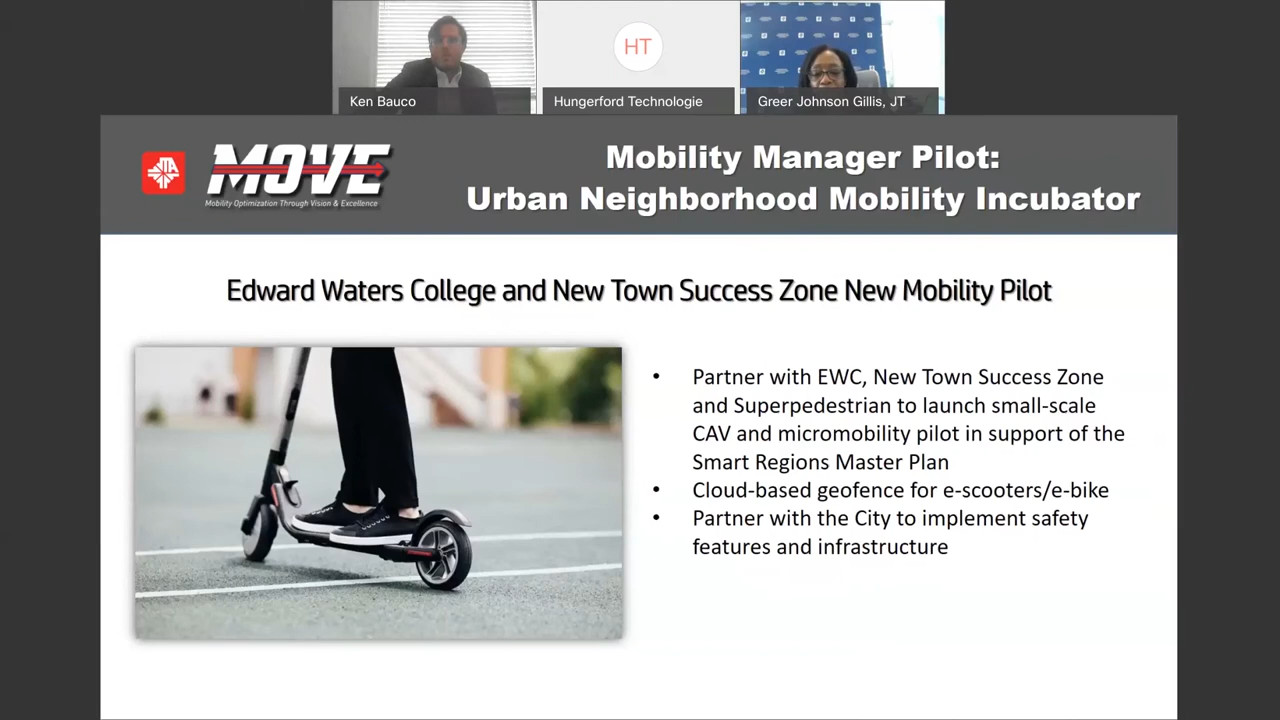 Ken Bauco
HT
Hungerford Technologie
Greer Johnson Gillis, JT
JTA
MOVE
Mobility Optimization Through Vision & Excellence
Mobility Manager Pilot:
Urban Neighborhood Mobility Incubator
Edward Waters College and New Town Success Zone New Mobility Pilot
• Partner with EWC, New Town Success Zone
and Superpedestrian to launch small-scale
CAV and micromobility pilot in support of the
Smart Regions Master Plan
• Cloud-based geofence for e-scooters/e-bike
• Partner with the City to implement safety
features and infrastructure